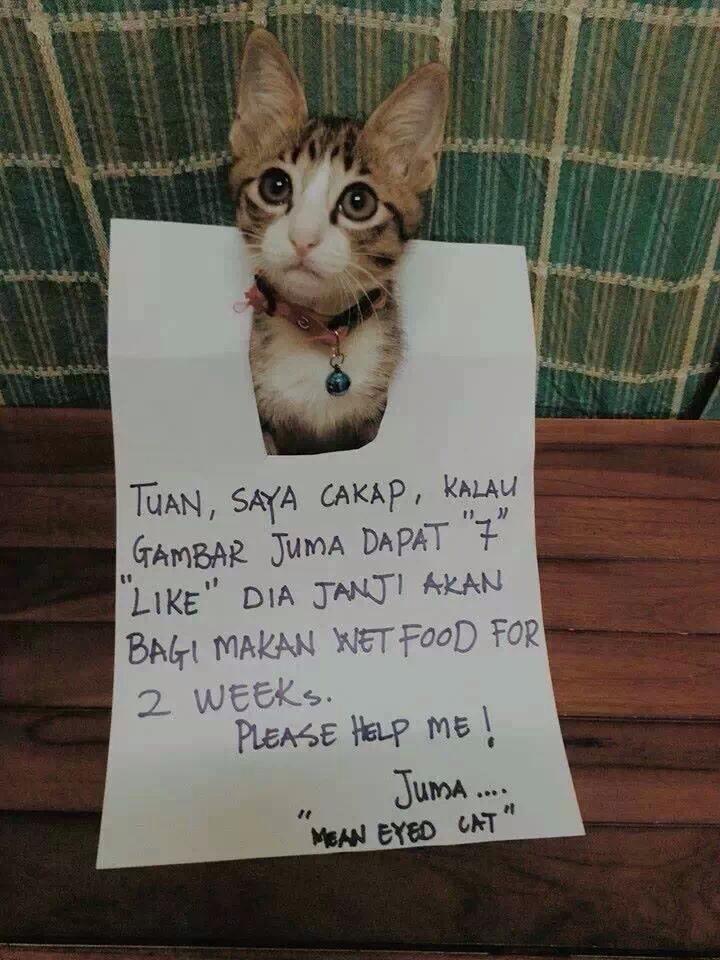 TUAN, SAYA CAKAP, KALAU
GAMBAR JUMA DAPAT "7"
"LIKE" DIA JANJI AKAN
BAGI MAKAN WET FOOD FOR
2 WEEKs.
PLEASE HELP ME!
JUMA....
"MEAN EYED CAT"